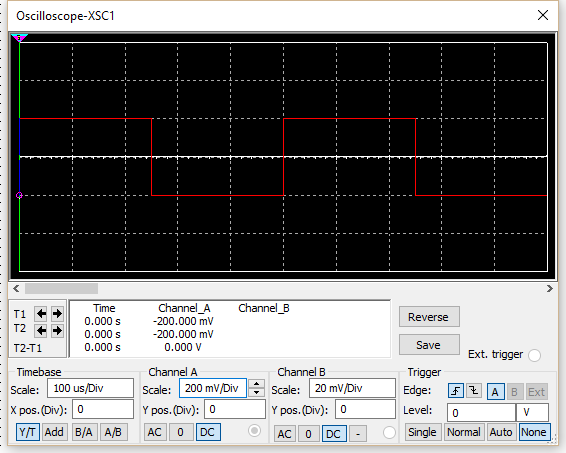 Oscilloscope-XSC1
Time Channel_A Channel_B
T1 0.000 s -200.000 mV
T2 0.000 s -200.000 mV
T2-T1 0.000 s 0.000 V
Reverse
Save
Ext. trigger
Timebase Channel A Channel B Trigger
Scale: 100 us/Div Scale: 200 mV/Div Scale: 20 mV/Div Edge: A B Ext
X pos.(Div): 0 Y pos.(Div): 0 Y pos.(Div): 0 Level: 0 V
Y/T Add B/A A/B AC 0 DC AC 0 DC - Single Normal Auto None